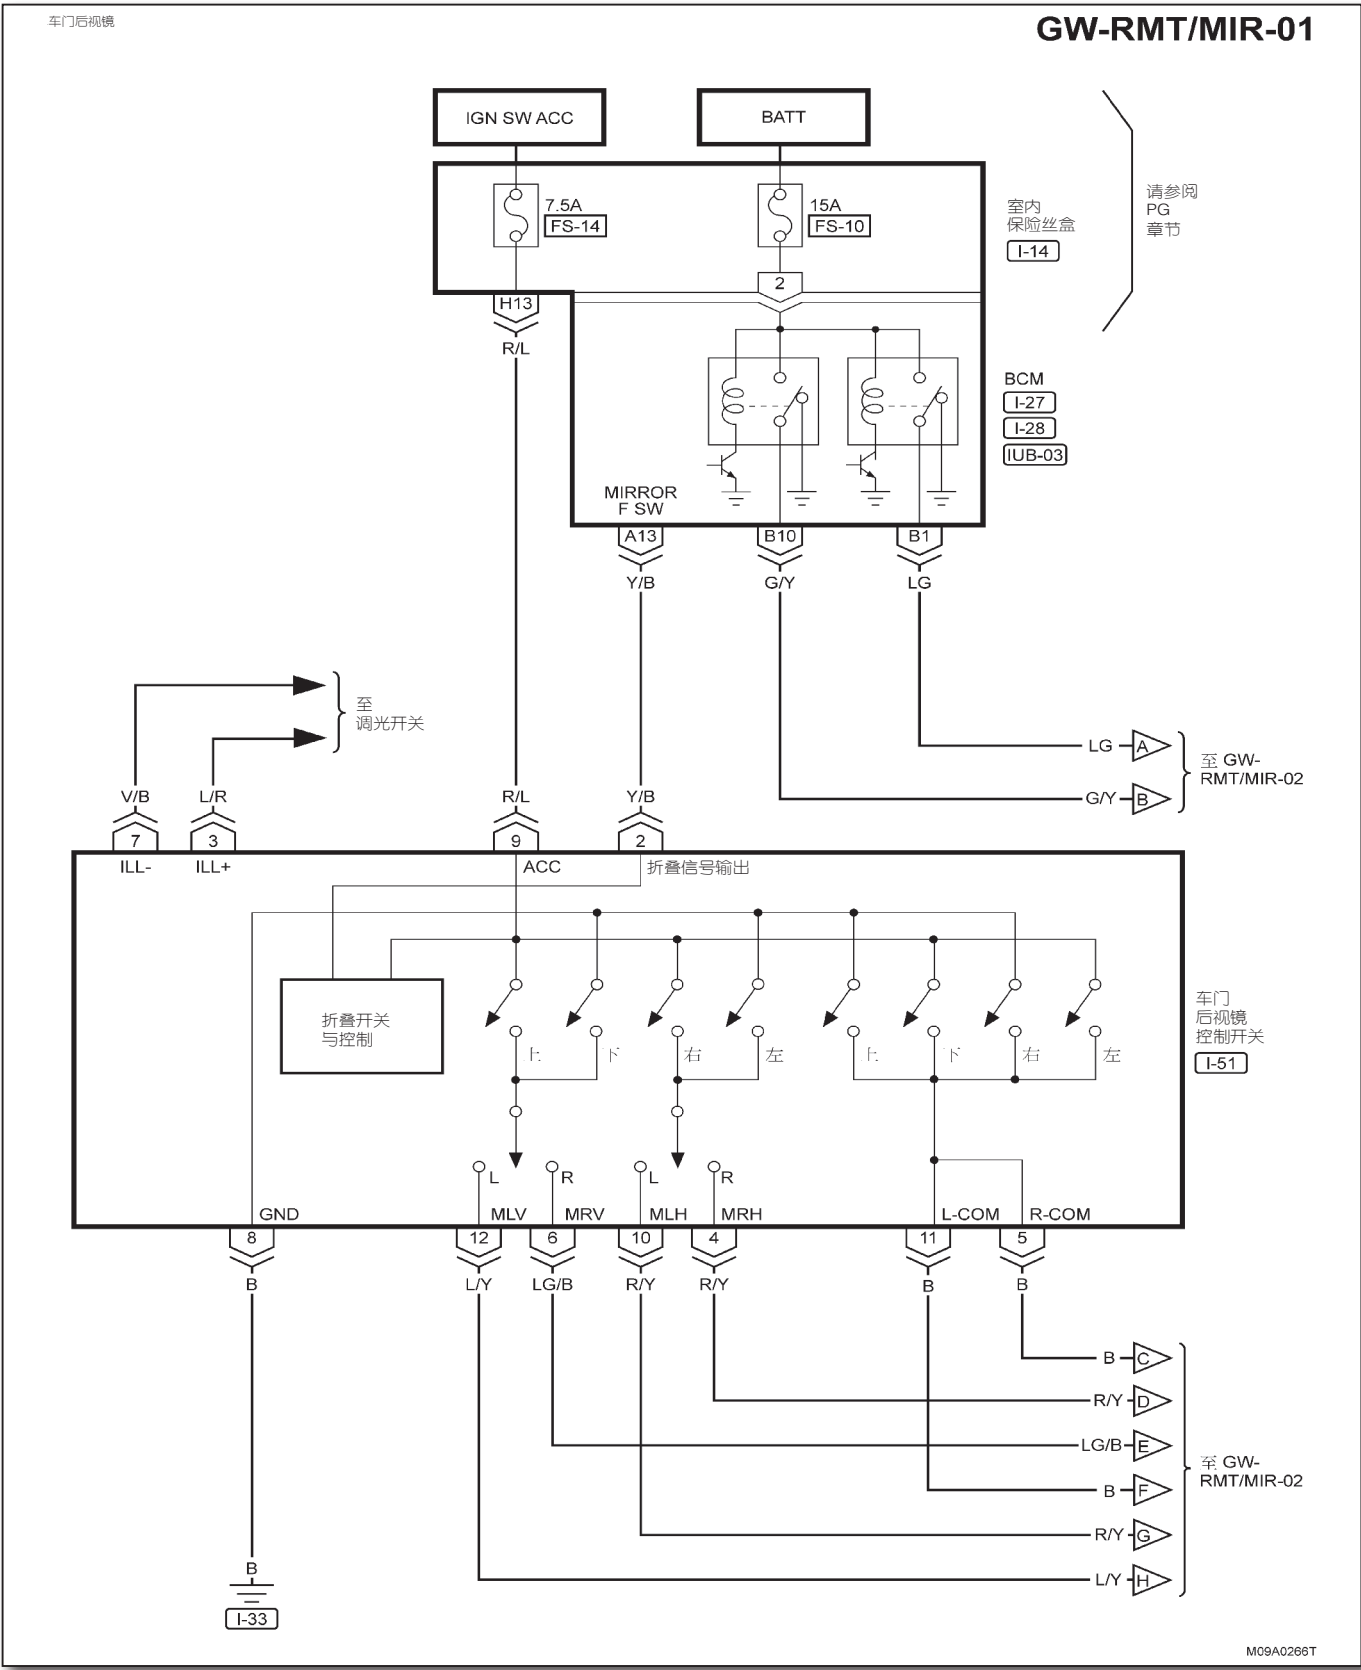 车门后视镜
GW-RMT/MIR-01
IGN SW ACC
BATT
7.5A
FS-14
15A
FS-10
室内
保险丝盒
I-14
请参阅
PG
章节
2
H13
R/L
BCM
I-27
I-28
IUB-03
MIRROR
F SW
A13
B10
B1
Y/B
G/Y
LG
至
调光开关
LG
A
G/Y
B
至 GW-
RMT/MIR-02
V/B
L/R
R/L
Y/B
7
3
9
2
ILL-
ILL+
ACC
折叠信号输出
折叠开关
与控制
上
下
右
左
上
下
右
左
车门
后视镜
控制开关
I-51
L
R
L
R
GND
MLV
MRV
MLH
MRH
L-COM
R-COM
8
12
6
10
4
11
5
B
L/Y
LG/B
R/Y
R/Y
B
B
B
C
R/Y
D
LG/B
E
B
F
R/Y
G
L/Y
H
至 GW-
RMT/MIR-02
B
I-33
M09A0266T